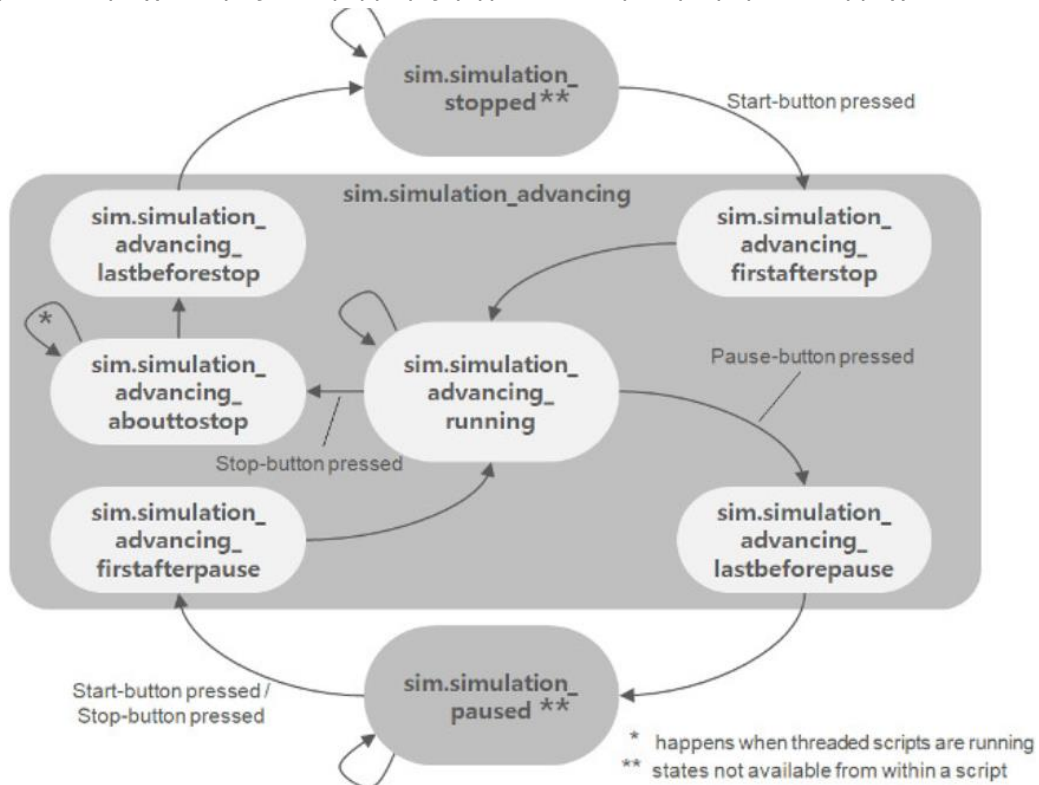 sim.simulation_
stopped **
Start-button pressed
sim.simulation_advancing
sim.simulation_
advancing_
lastbeforestop
sim.simulation_
advancing_
firstafterstop
*
sim.simulation_
advancing_
abouttostop
sim.simulation_
advancing_
running
Pause-button pressed
Stop-button pressed
sim.simulation_
advancing_
firstafterpause
sim.simulation_
advancing_
lastbeforepause
Start-button pressed /
Stop-button pressed
sim.simulation_
paused **
* happens when threaded scripts are running
** states not available from within a script